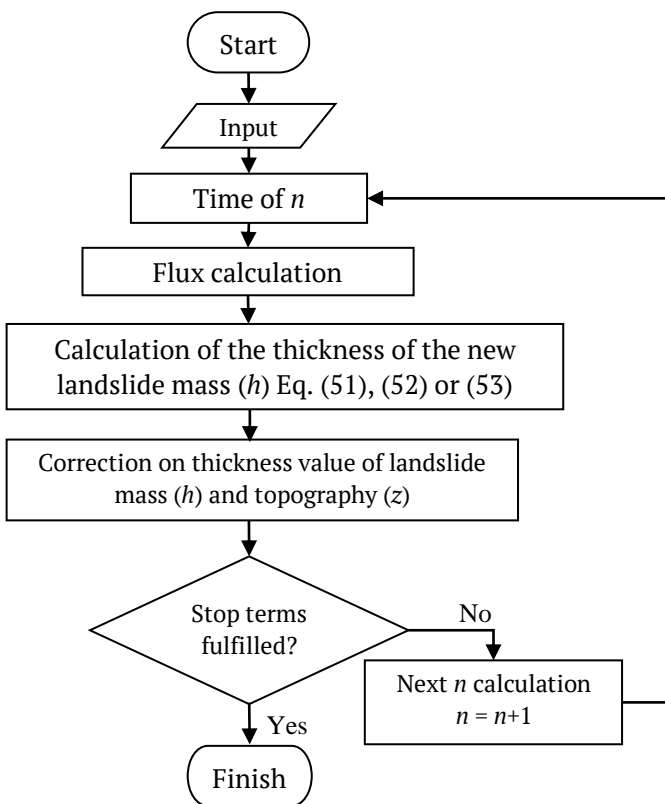 Start
Input
Time of n
Flux calculation
Calculation of the thickness of the new
landslide mass (h) Eq. (51), (52) or (53)
Correction on thickness value of landslide
mass (h) and topography (z)
Stop terms
fulfilled?
No
Next n calculation
n = n+1
Yes
Finish